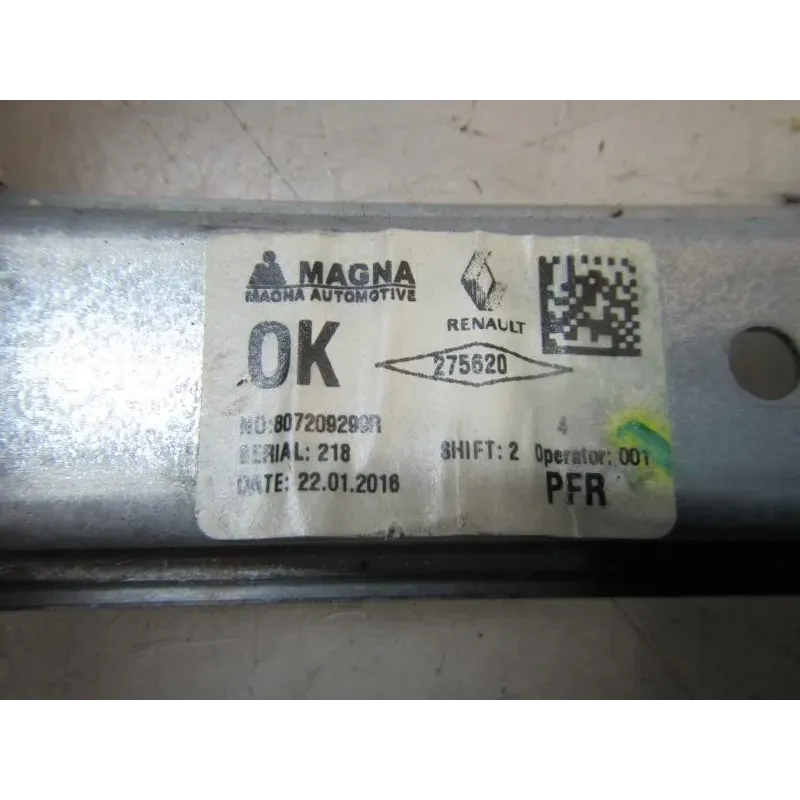 MAGNA
MAGNA AUTOMOTIVE
RENAULT
OK
275620
NO:807209299R 4
SERIAL: 218 SHIFT: 2 Operator: 001
DATE: 22.01.2016 PFR